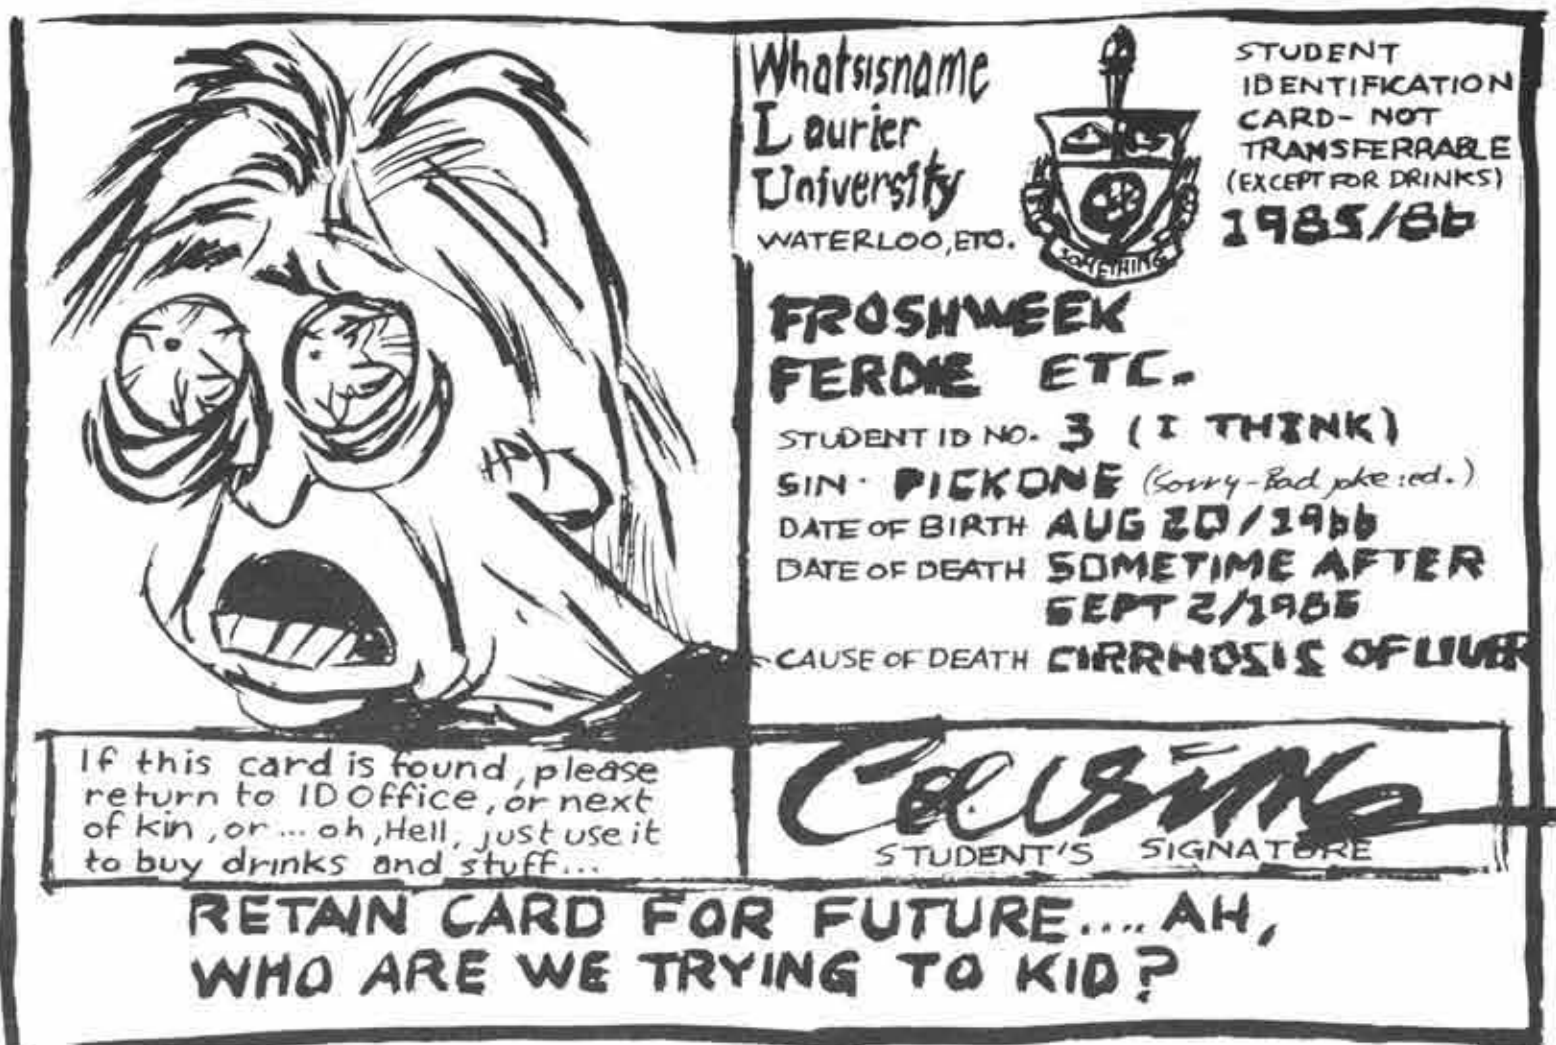 Whatsisname
Laurier
University
WATERLOO, ETC.
SOMETHING
STUDENT
IDENTIFICATION
CARD- NOT
TRANSFERRABLE
(EXCEPT FOR DRINKS)
1985/86
FROSHWEEK
FERDIE ETC.
STUDENT ID NO. 3 (I THINK)
SIN. PICK ONE (Sorry-Bad joke :ed.)
DATE OF BIRTH AUG 20/1966
DATE OF DEATH SOMETIME AFTER
SEPT 2/1985
CAUSE OF DEATH CIRRHOSIS OF LIVER
If this card is found, please
return to ID Office, or next
of kin, or... oh, Hell, just use it
to buy drinks and stuff...
STUDENT'S SIGNATURE
RETAIN CARD FOR FUTURE.... AH,
WHO ARE WE TRYING TO KID?